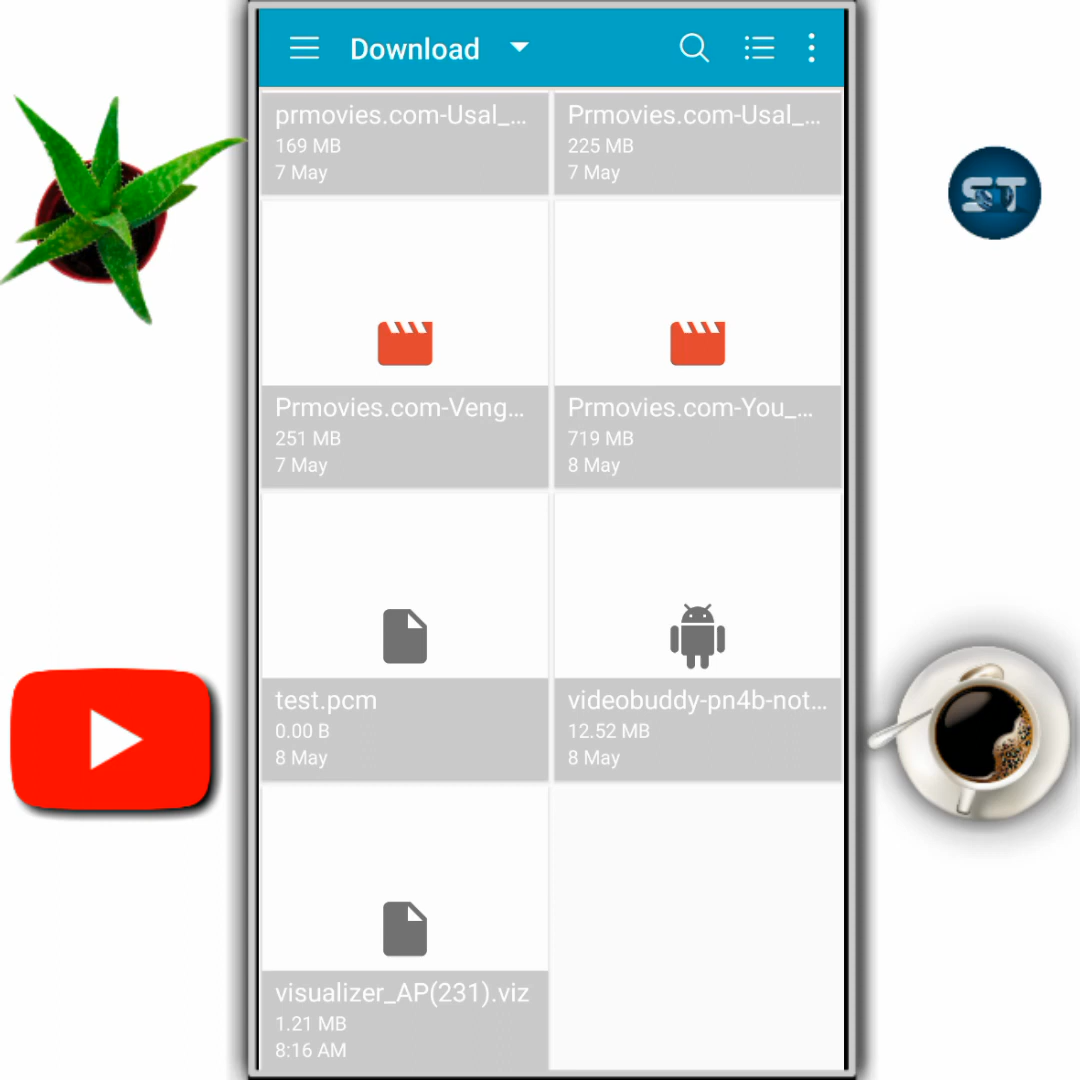 Download
prmovies.com-Usal_...
169 MB
7 May
Prmovies.com-Usal_...
225 MB
7 May
ST
Prmovies.com-Veng...
251 MB
7 May
Prmovies.com-You_...
719 MB
8 May
test.pcm
0.00 B
8 May
videobuddy-pn4b-not...
12.52 MB
8 May
visualizer_AP(231).viz
1.21 MB
8:16 AM